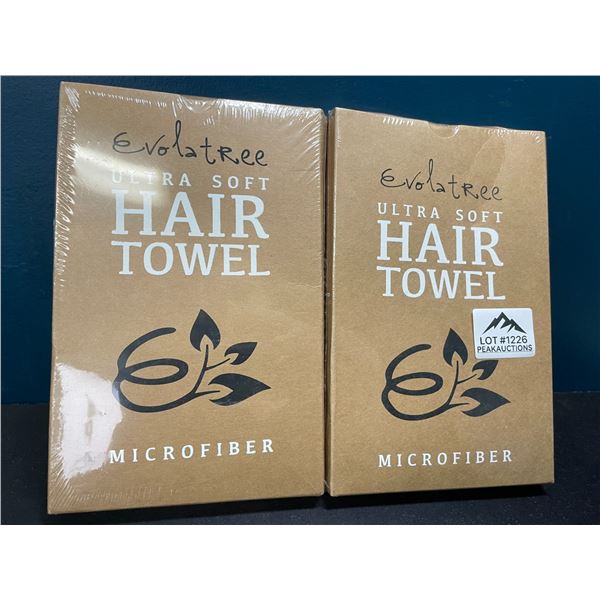 Evolatree
ULTRA SOFT
HAIR
TOWEL
MICROFIBER
Evolatree
ULTRA SOFT
HAIR
TOWEL
LOT #1226
PEAKAUCTIONS
MICROFIBER